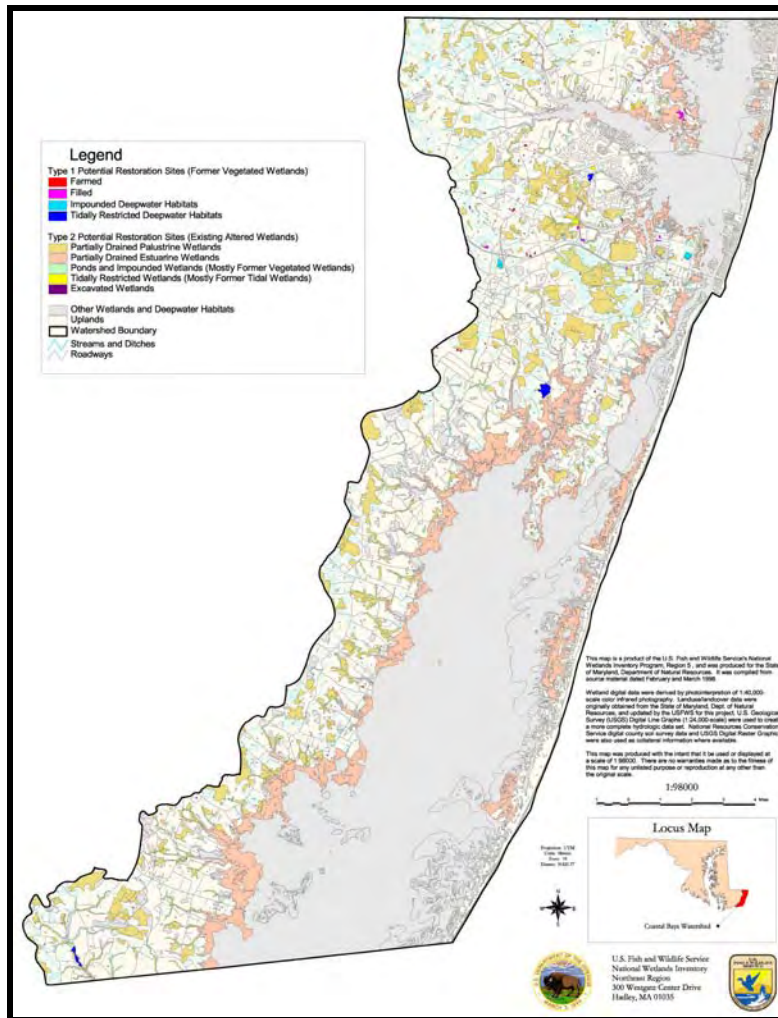 Legend
Type 1 Potential Restoration Sites (Former Vegetated Wetlands)
Farmed
Filled
Impounded Deepwater Habitats
Tidally Restricted Deepwater Habitats
Type 2 Potential Restoration Sites (Existing Altered Wetlands)
Partially Drained Palustrine Wetlands
Partially Drained Estuarine Wetlands
Ponds and Impounded Wetlands (Mostly Former Vegetated Wetlands)
Tidally Restricted Wetlands (Mostly Former Tidal Wetlands)
Excavated Wetlands
Other Wetlands and Deepwater Habitats
Uplands
Watershed Boundary
Streams and Ditches
Roadways
This map is a product of the U.S. Fish and Wildlife Service's National
Wetlands Inventory Program, Region 5, and was produced for the State
of Maryland, Department of Natural Resources. It was compiled from
source material dated February and March 1998.
Wetland digital data were derived by photointerpretation of 1:40,000-
scale color infrared photography. Landuse/landcover data were
originally obtained from the State of Maryland, Dept. of Natural
Resources, and updated by the USFWS for this project. U.S. Geological
Survey (USGS) Digital Line Graphs (1:24,000-scale) were used to create
a more complete hydrologic data set. National Resources Conservation
Service digital county soil survey data and USGS Digital Raster Graphics
were also used as collateral information where available.
This map was produced with the intent that it be used or displayed at
a scale of 1:98000. There are no warranties made as to the fitness of
this map for any unlisted purpose or reproduction at any other than
the original scale.
1:98000
Miles
Locus Map
Coastal Bays Watershed
N
U.S. Fish and Wildlife Service
National Wetlands Inventory
Northeast Region
300 Westgate Center Drive
Hadley, MA 01035